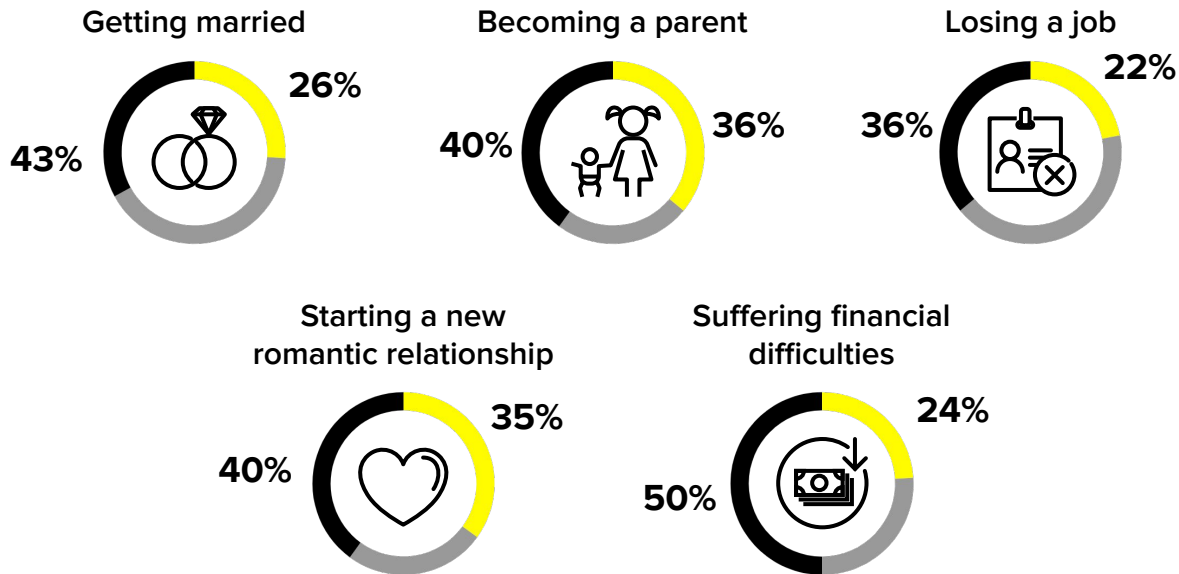 Getting married
26%
43%
Becoming a parent
40%
36%
Losing a job
22%
36%
Starting a new
romantic relationship
35%
40%
Suffering financial
difficulties
24%
50%